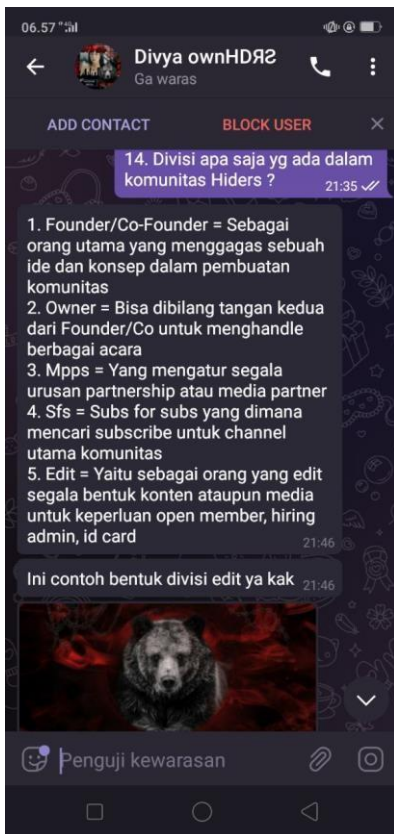 06.57
Divya ownHDЯƧ
Ga waras
ADD CONTACT
BLOCK USER
14. Divisi apa saja yg ada dalam
komunitas Hiders ?
21:35
1. Founder/Co-Founder = Sebagai
orang utama yang menggagas sebuah
ide dan konsep dalam pembuatan
komunitas
2. Owner = Bisa dibilang tangan kedua
dari Founder/Co untuk menghandle
berbagai acara
3. Mpps = Yang mengatur segala
urusan partnership atau media partner
4. Sfs = Subs for subs yang dimana
mencari subscribe untuk channel
utama komunitas
5. Edit = Yaitu sebagai orang yang edit
segala bentuk konten ataupun media
untuk keperluan open member, hiring
admin, id card
21:46
Ini contoh bentuk divisi edit ya kak
21:46
Penguji kewarasan